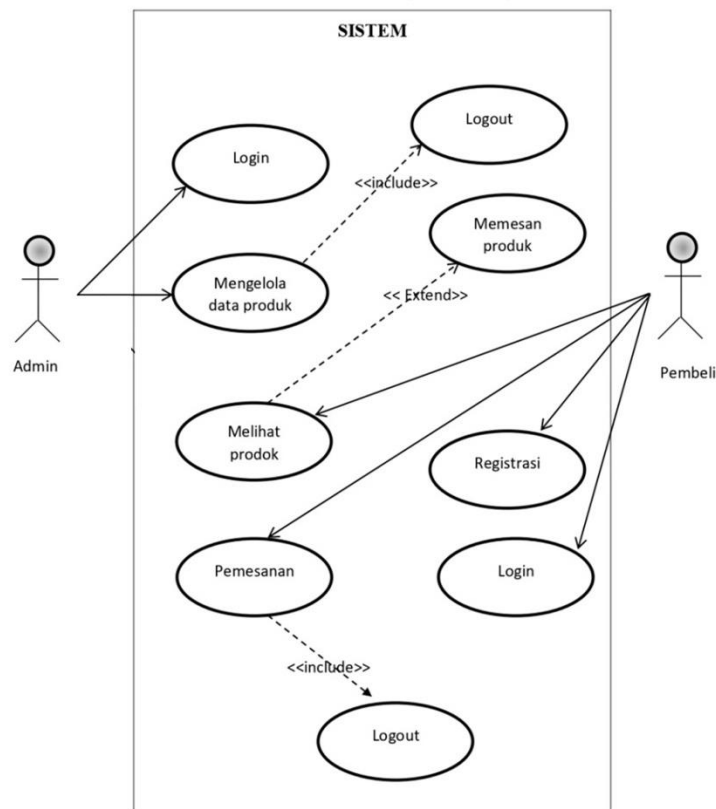 SISTEM
Logout
Login
<<include>>
Memesan
produk
Mengelola
data produk
<< Extend>>
Admin
Pembeli
Melihat
prodok
Registrasi
Pemesanan
Login
<<include>>
Logout